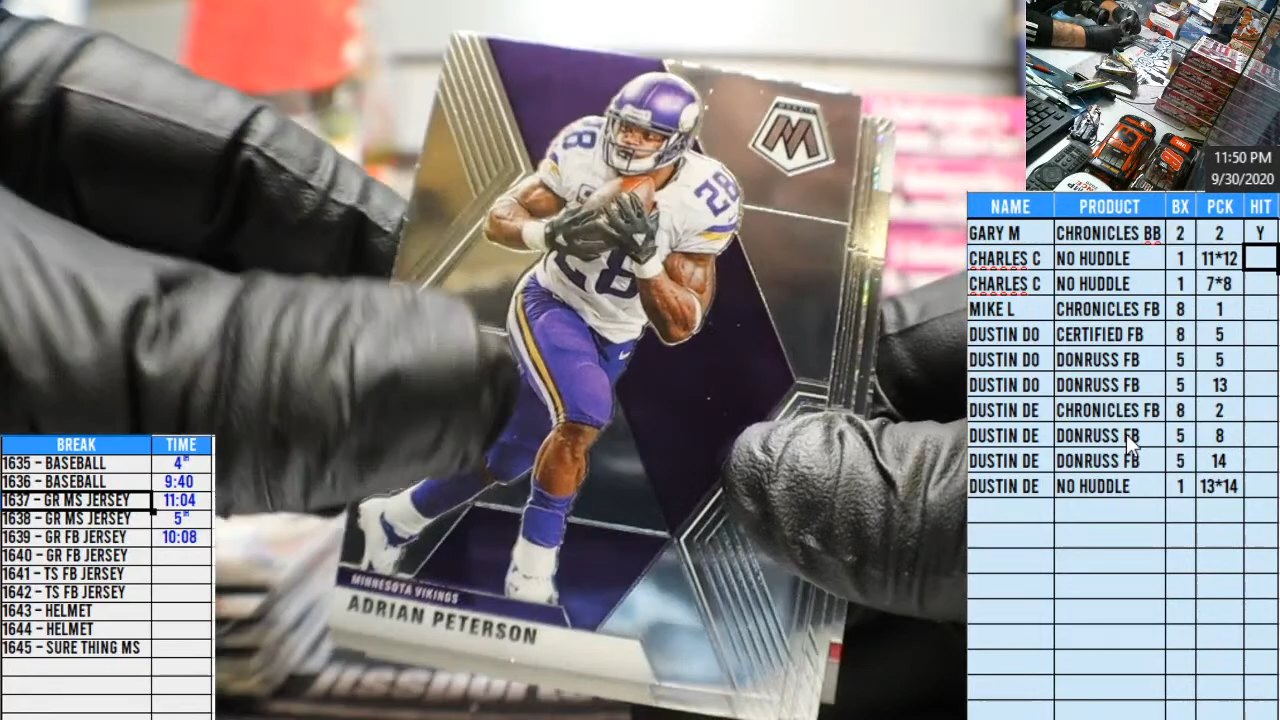 11:50 PM
9/30/2020
NAME PRODUCT BX PCK HIT
GARY M CHRONICLES BB 2 2 Y
CHARLES C NO HUDDLE 1 11*12
CHARLES C NO HUDDLE 1 7*8
MIKE L CHRONICLES FB 8 1
DUSTIN DO CERTIFIED FB 8 5
DUSTIN DO DONRUSS FB 5 5
DUSTIN DO DONRUSS FB 5 13
DUSTIN DE CHRONICLES FB 8 2
DUSTIN DE DONRUSS FB 5 8
DUSTIN DE DONRUSS FB 5 14
DUSTIN DE NO HUDDLE 1 13*14
28
28
28
MINNESOTA VIKINGS
ADRIAN PETERSON
BREAK TIME
1635 - BASEBALL 4th
1636 - BASEBALL 9:40
1637 - GR MS JERSEY 11:04
1638 - GR MS JERSEY 5th
1639 - GR FB JERSEY 10:08
1640 - GR FB JERSEY
1641 - TS FB JERSEY
1642 - TS FB JERSEY
1643 - HELMET
1644 - HELMET
1645 - SURE THING MS